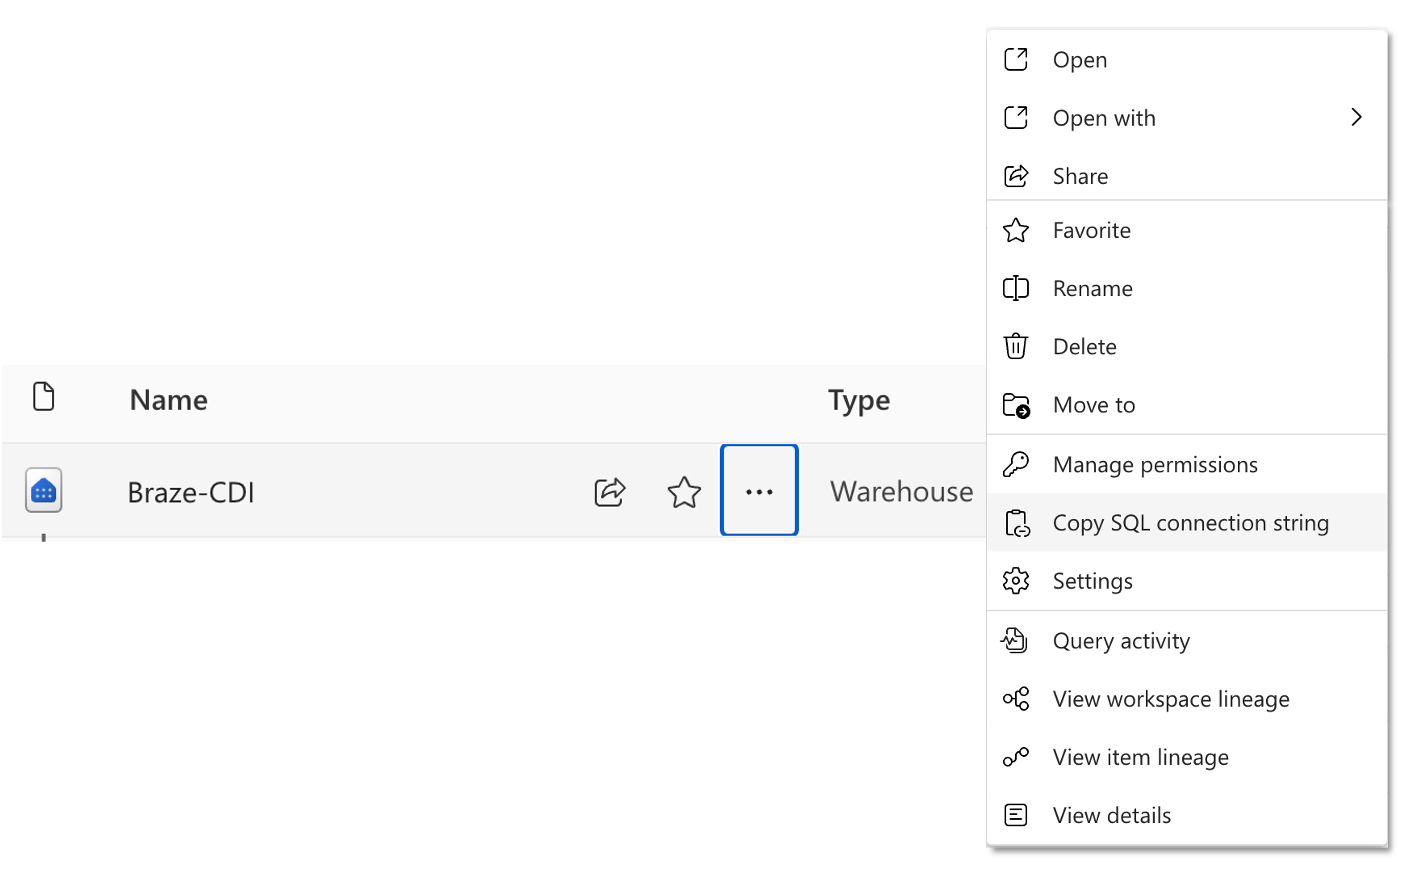 Name
Type
Braze-CDI
Warehouse
Open
Open with
Share
Favorite
Rename
Delete
Move to
Manage permissions
Copy SQL connection string
Settings
Query activity
View workspace lineage
View item lineage
View details